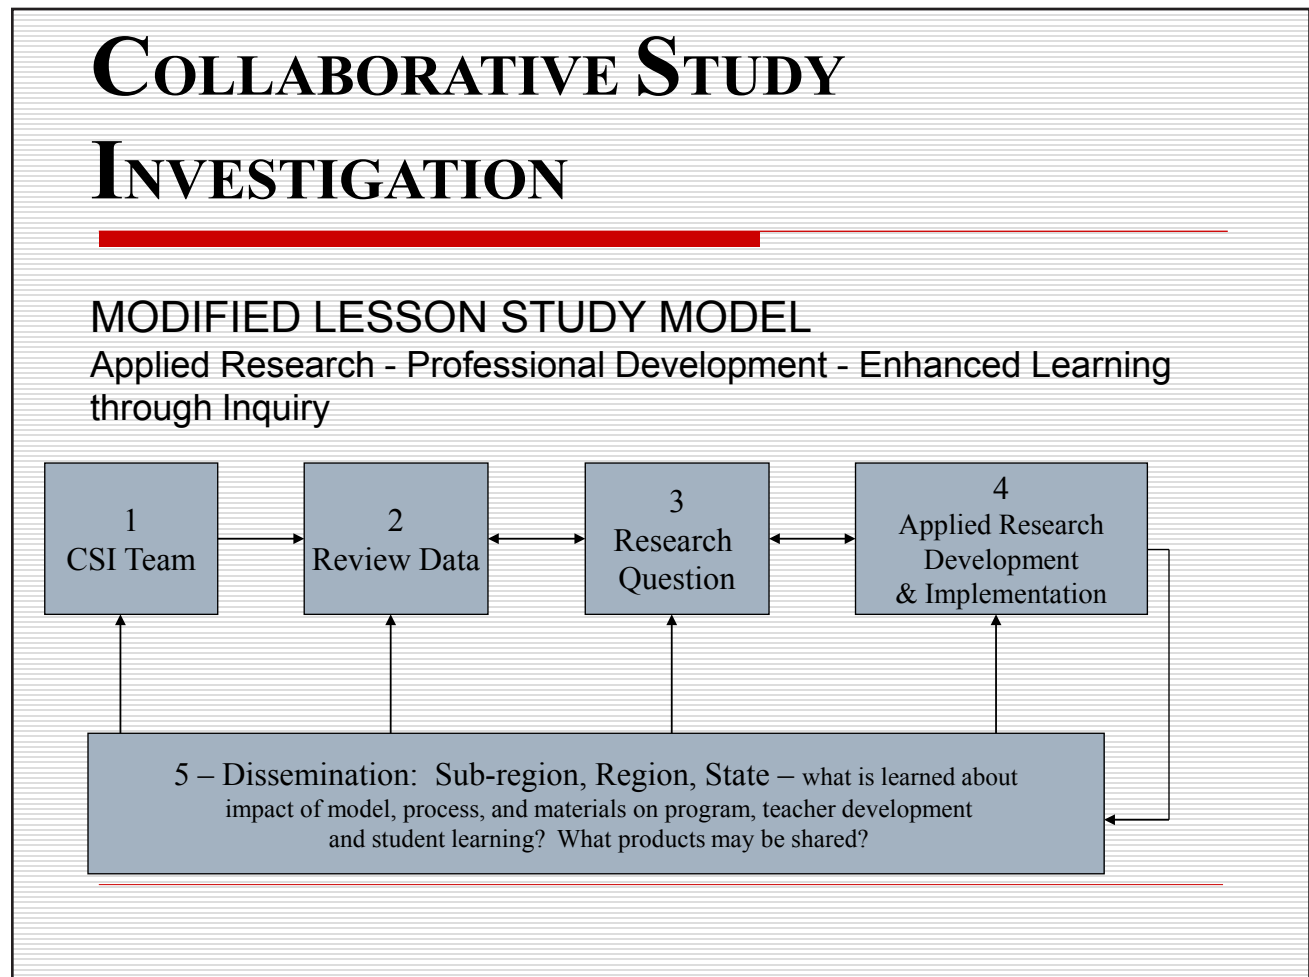 COLLABORATIVE STUDY
INVESTIGATION
MODIFIED LESSON STUDY MODEL
Applied Research - Professional Development - Enhanced Learning
through Inquiry
1
CSI Team
2
Review Data
3
Research
Question
4
Applied Research
Development
& Implementation
5 – Dissemination: Sub-region, Region, State – what is learned about
impact of model, process, and materials on program, teacher development
and student learning? What products may be shared?